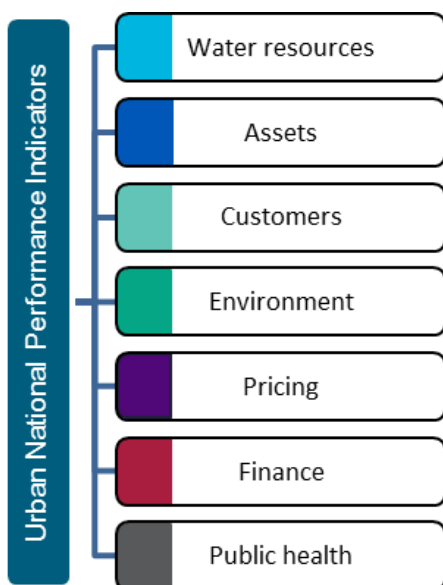 Urban National Performance Indicators
Water resources
Assets
Customers
Environment
Pricing
Finance
Public health